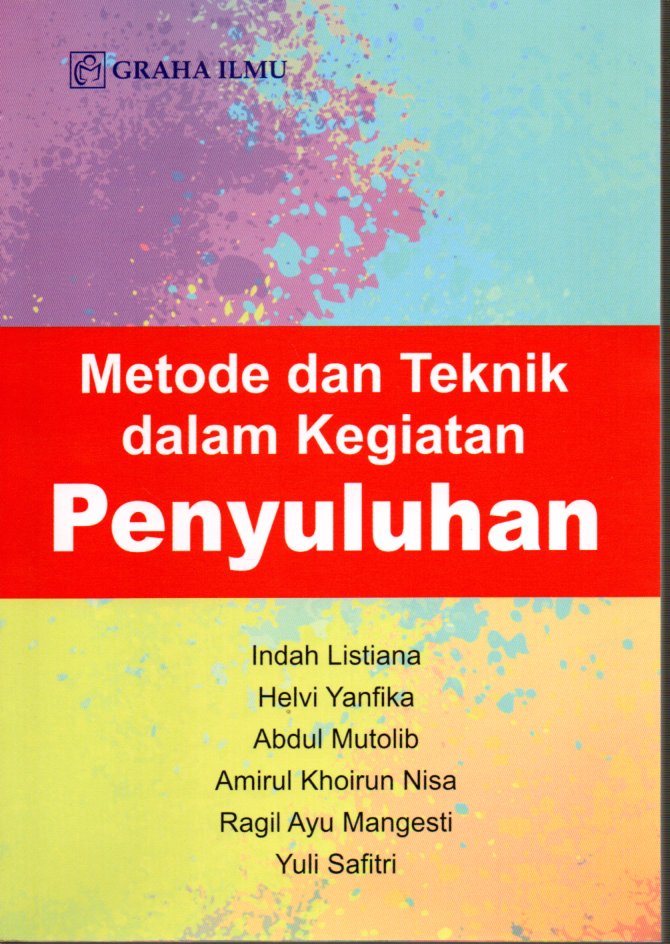 GRAHA ILMU
Metode dan Teknik
dalam Kegiatan
Penyuluhan
Indah Listiana
Helvi Yanfika
Abdul Mutolib
Amirul Khoirun Nisa
Ragil Ayu Mangesti
Yuli Safitri